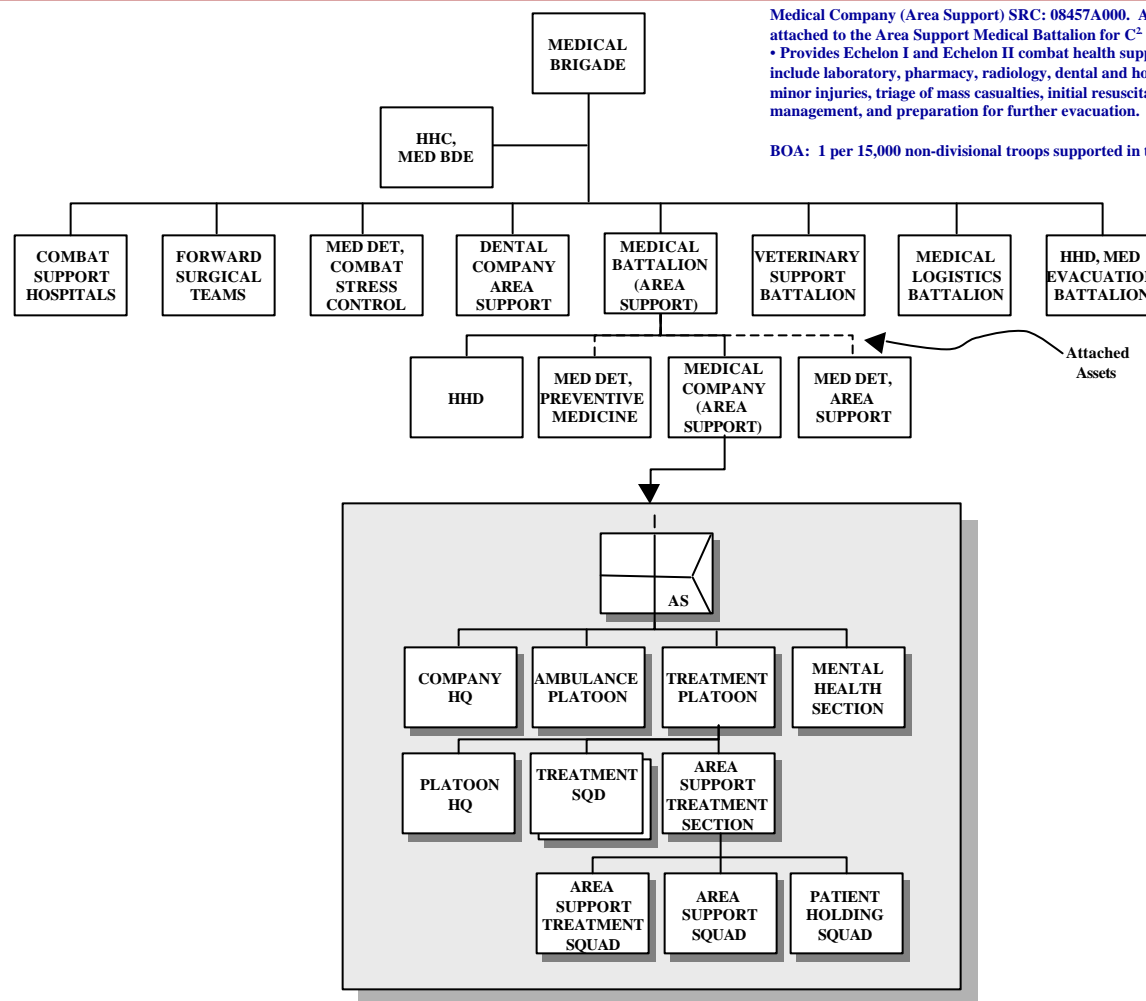 Medical Company (Area Support) SRC: 08457A000. A
attached to the Area Support Medical Battalion for C²
• Provides Echelon I and Echelon II combat health supp
include laboratory, pharmacy, radiology, dental and ho
minor injuries, triage of mass casualties, initial resuscita
management, and preparation for further evacuation.
BOA: 1 per 15,000 non-divisional troops supported in t
MEDICAL
BRIGADE
HHC,
MED BDE
COMBAT
SUPPORT
HOSPITALS
FORWARD
SURGICAL
TEAMS
MED DET,
COMBAT
STRESS
CONTROL
DENTAL
COMPANY
AREA
SUPPORT
MEDICAL
BATTALION
(AREA
SUPPORT)
VETERINARY
SUPPORT
BATTALION
MEDICAL
LOGISTICS
BATTALION
HHD, MED
EVACUATION
BATTALION
Attached
Assets
HHD
MED DET,
PREVENTIVE
MEDICINE
MEDICAL
COMPANY
(AREA
SUPPORT)
MED DET,
AREA
SUPPORT
AS
COMPANY
HQ
AMBULANCE
PLATOON
TREATMENT
PLATOON
MENTAL
HEALTH
SECTION
PLATOON
HQ
TREATMENT
SQD
AREA
SUPPORT
TREATMENT
SECTION
AREA
SUPPORT
TREATMENT
SQUAD
AREA
SUPPORT
SQUAD
PATIENT
HOLDING
SQUAD